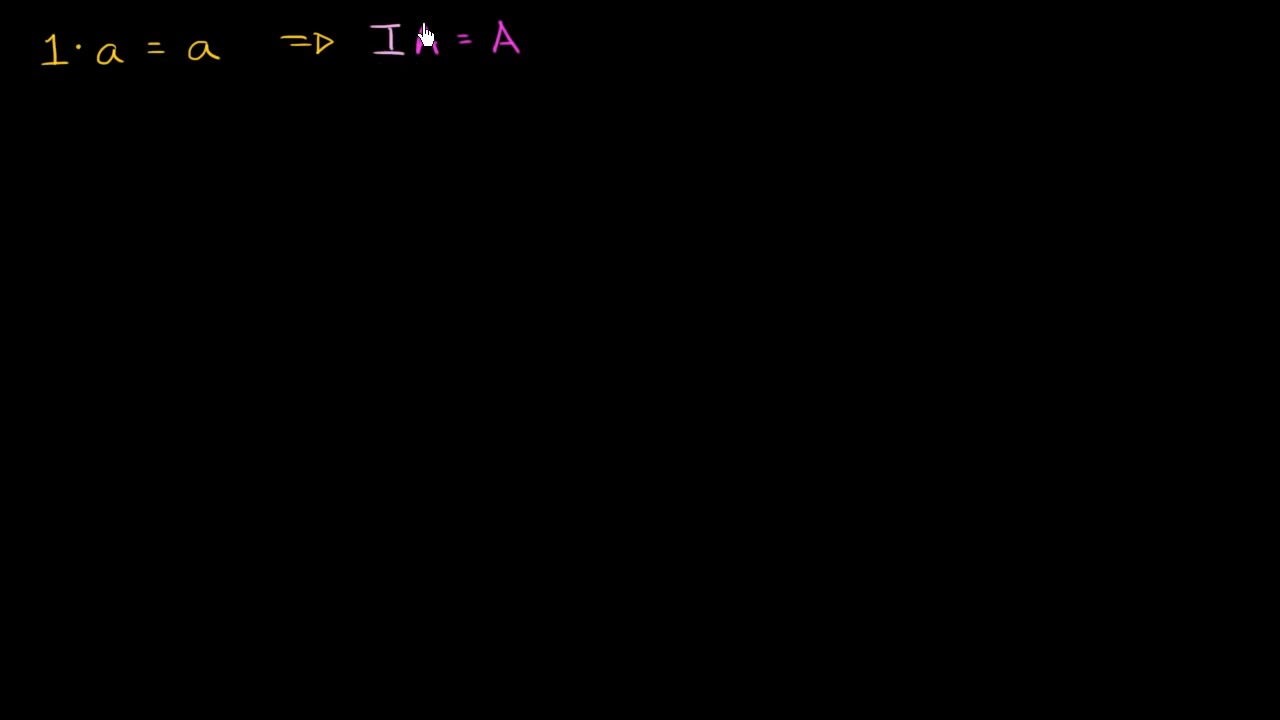 1 · a = a ⇒ I A = A